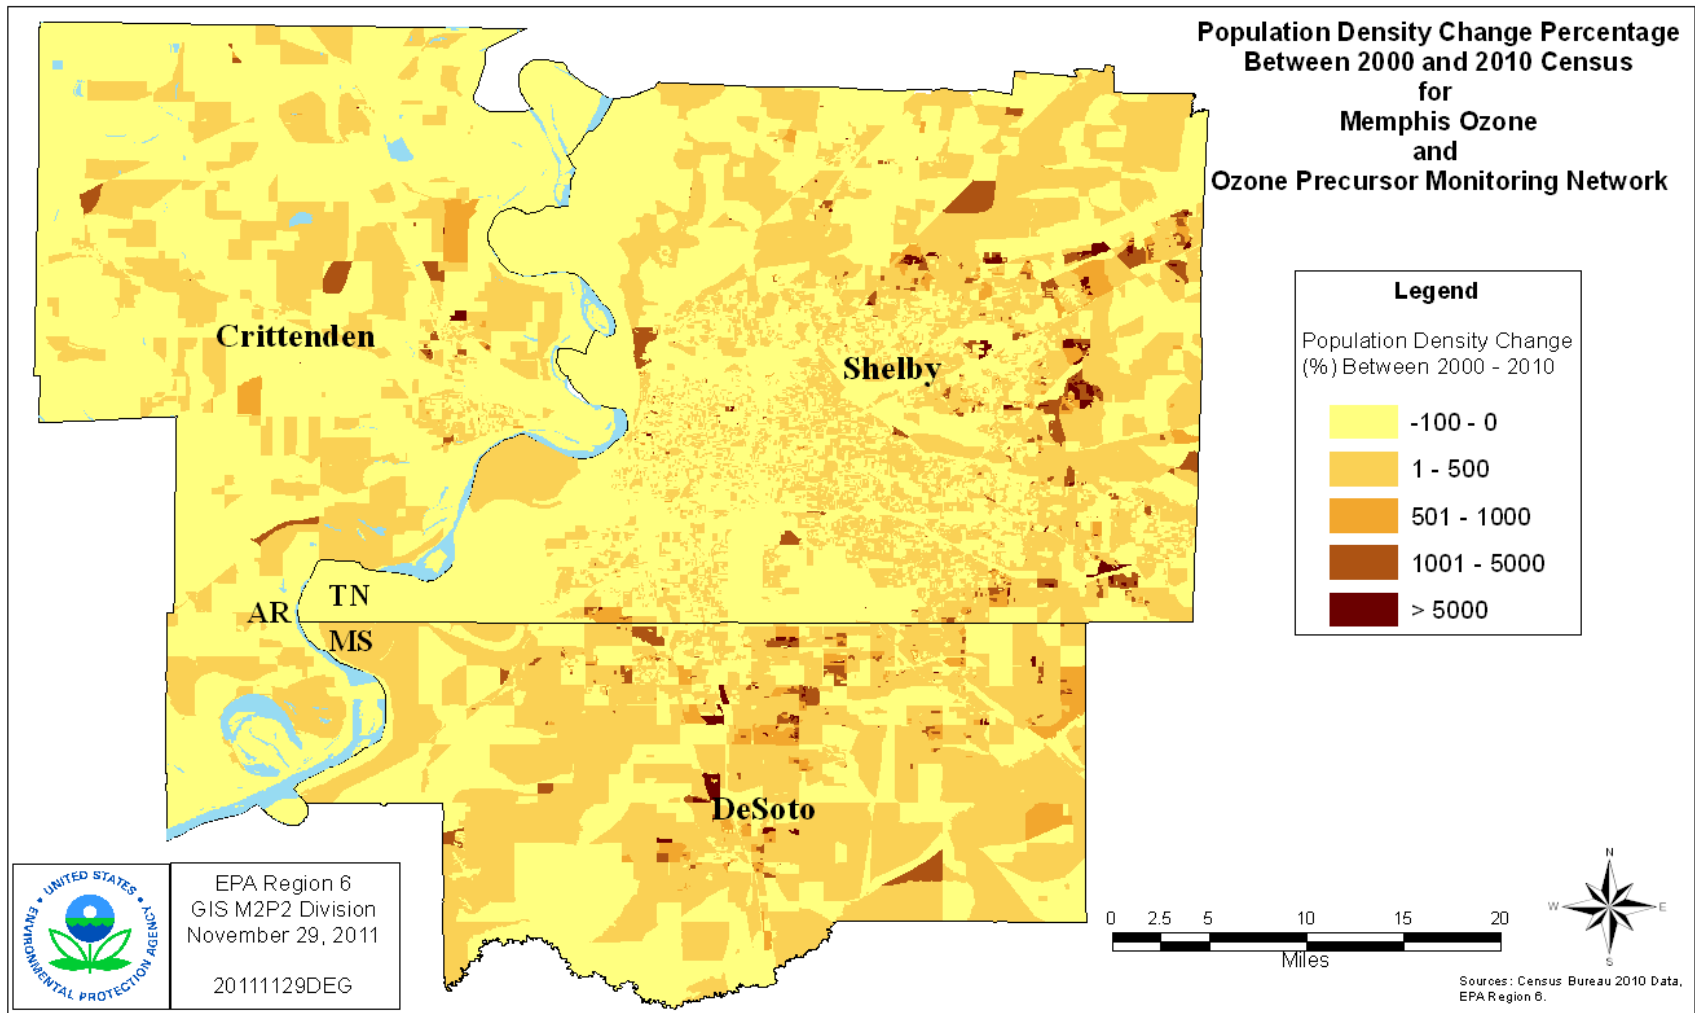 Population Density Change Percentage
Between 2000 and 2010 Census
for
Memphis Ozone
and
Ozone Precursor Monitoring Network
Legend
Population Density Change
(%) Between 2000 - 2010
-100 - 0
1 - 500
501 - 1000
1001 - 5000
> 5000
Crittenden
Shelby
AR
TN
MS
DeSoto
UNITED STATES
ENVIRONMENTAL PROTECTION AGENCY
EPA Region 6
GIS M2P2 Division
November 29, 2011
20111129DEG
0 2.5 5 10 15 20
Miles
N
W E
S
Sources: Census Bureau 2010 Data,
EPA Region 6.